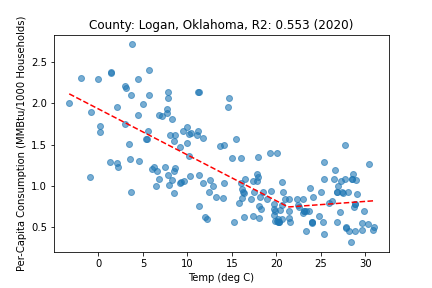 County: Logan, Oklahoma, R2: 0.553 (2020)
Per-Capita Consumption (MMBtu/1000 Households)
2.5
2.0
1.5
1.0
0.5
0 5 10 15 20 25 30
Temp (deg C)